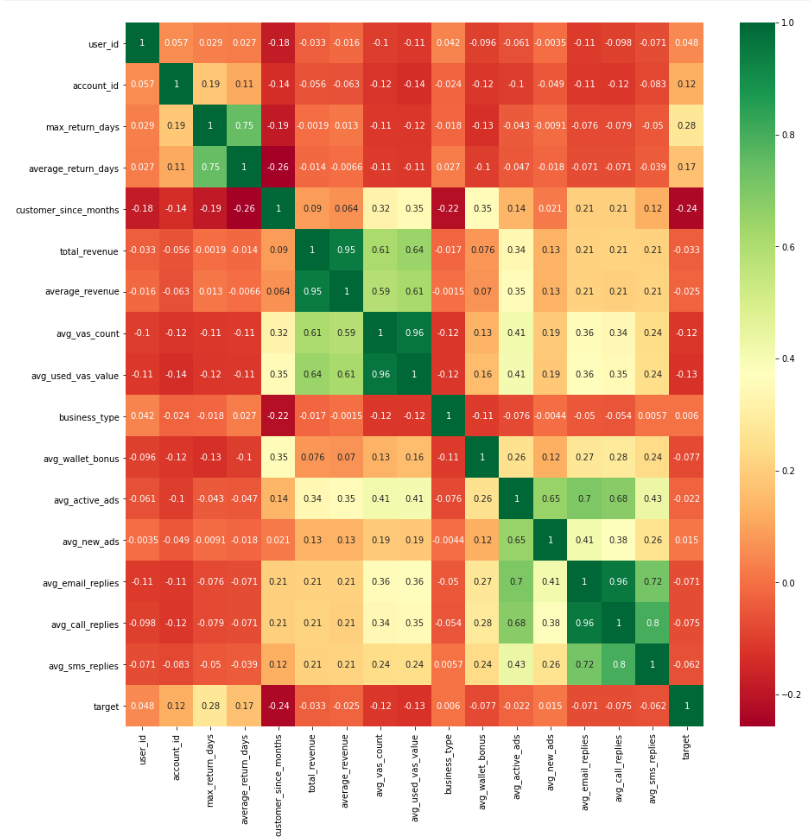 user_id 1 0.057 0.029 0.027 -0.18 -0.033 -0.016 -0.1 -0.11 0.042 -0.096 -0.061 -0.0035 -0.11 -0.098 -0.071 0.048
account_id 0.057 1 0.19 0.11 -0.14 -0.056 -0.063 -0.12 -0.14 -0.024 -0.12 -0.1 -0.049 -0.11 -0.12 -0.083 0.12
max_return_days 0.029 0.19 1 0.75 -0.19 -0.0019 0.013 -0.11 -0.12 -0.018 -0.13 -0.043 -0.0091 -0.076 -0.079 -0.05 0.28
average_return_days 0.027 0.11 0.75 1 -0.26 -0.014 -0.0066 -0.11 -0.11 0.027 -0.1 -0.047 -0.018 -0.071 -0.071 -0.039 0.17
customer_since_months -0.18 -0.14 -0.19 -0.26 1 0.09 0.064 0.32 0.35 -0.22 0.35 0.14 0.021 0.21 0.21 0.12 -0.24
total_revenue -0.033 -0.056 -0.0019 -0.014 0.09 1 0.95 0.61 0.64 -0.017 0.076 0.34 0.13 0.21 0.21 0.21 -0.033
average_revenue -0.016 -0.063 0.013 -0.0066 0.064 0.95 1 0.59 0.61 -0.0015 0.07 0.35 0.13 0.21 0.21 0.21 -0.025
avg_vas_count -0.1 -0.12 -0.11 -0.11 0.32 0.61 0.59 1 0.96 -0.12 0.13 0.41 0.19 0.36 0.34 0.24 -0.12
avg_used_vas_value -0.11 -0.14 -0.12 -0.11 0.35 0.64 0.61 0.96 1 -0.12 0.16 0.41 0.19 0.36 0.35 0.24 -0.13
business_type 0.042 -0.024 -0.018 0.027 -0.22 -0.017 -0.0015 -0.12 -0.12 1 -0.11 -0.076 -0.0044 -0.05 -0.054 0.0057 0.006
avg_wallet_bonus -0.096 -0.12 -0.13 -0.1 0.35 0.076 0.07 0.13 0.16 -0.11 1 0.26 0.12 0.27 0.28 0.24 -0.077
avg_active_ads -0.061 -0.1 -0.043 -0.047 0.14 0.34 0.35 0.41 0.41 -0.076 0.26 1 0.65 0.7 0.68 0.43 -0.022
avg_new_ads -0.0035 -0.049 -0.0091 -0.018 0.021 0.13 0.13 0.19 0.19 -0.0044 0.12 0.65 1 0.41 0.38 0.26 0.015
avg_email_replies -0.11 -0.11 -0.076 -0.071 0.21 0.21 0.21 0.36 0.36 -0.05 0.27 0.7 0.41 1 0.96 0.72 -0.071
avg_call_replies -0.098 -0.12 -0.079 -0.071 0.21 0.21 0.21 0.34 0.35 -0.054 0.28 0.68 0.38 0.96 1 0.8 -0.075
avg_sms_replies -0.071 -0.083 -0.05 -0.039 0.12 0.21 0.21 0.24 0.24 0.0057 0.24 0.43 0.26 0.72 0.8 1 -0.062
target 0.048 0.12 0.28 0.17 -0.24 -0.033 -0.025 -0.12 -0.13 0.006 -0.077 -0.022 0.015 -0.071 -0.075 -0.062 1
user_id
account_id
max_return_days
average_return_days
customer_since_months
total_revenue
average_revenue
avg_vas_count
avg_used_vas_value
business_type
avg_wallet_bonus
avg_active_ads
avg_new_ads
avg_email_replies
avg_call_replies
avg_sms_replies
target
1.0
0.8
0.6
0.4
0.2
0.0
−0.2